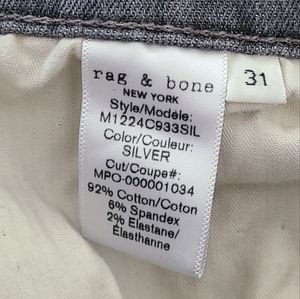 rag & bone
NEW YORK
Style/Modèle:
M1224C933SIL
Color/Couleur:
SILVER
Cut/Coupe#:
MPO-000001034
92% Cotton/Coton
6% Spandex
2% Elastane/
Élasthanne
31